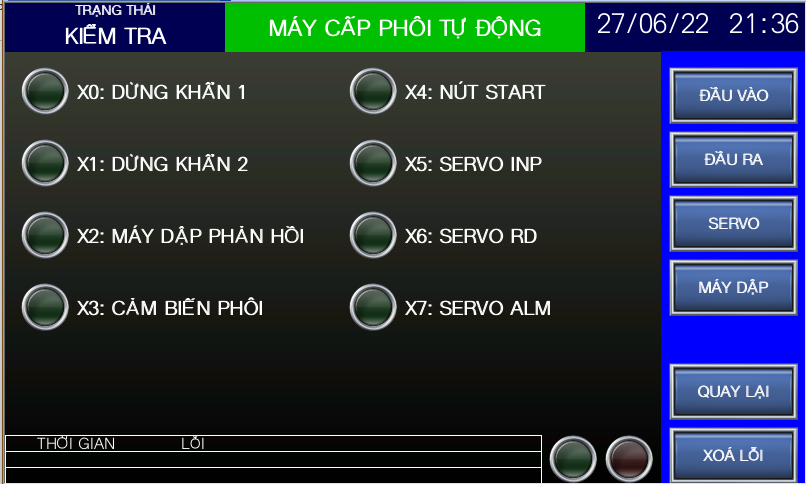 TRẠNG THÁI
KIỂM TRA
MÁY CẤP PHÔI TỰ ĐỘNG
27/06/22 21:36
X0: DỪNG KHẨN 1
X4: NÚT START
X1: DỪNG KHẨN 2
X5: SERVO INP
X2: MÁY DẬP PHẢN HỒI
X6: SERVO RD
X3: CẢM BIẾN PHÔI
X7: SERVO ALM
ĐẦU VÀO
ĐẦU RA
SERVO
MÁY DẬP
QUAY LẠI
XOÁ LỖI
THỜI GIAN LỖI